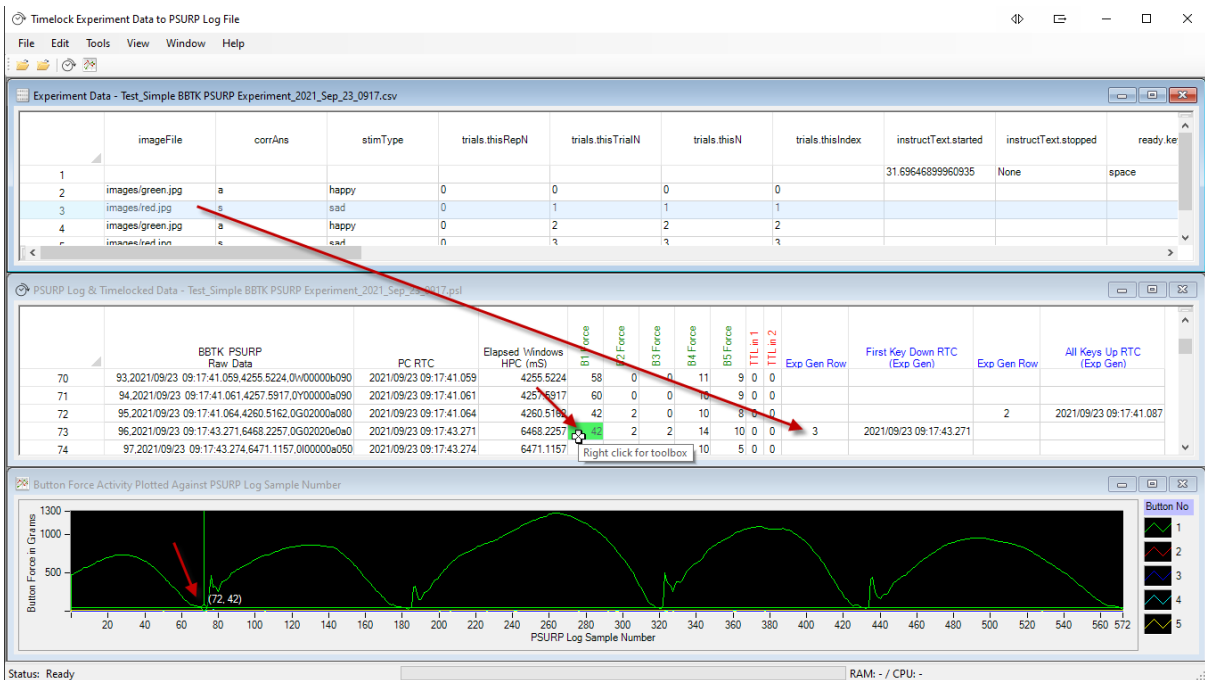 Timelock Experiment Data to PSURP Log File
File Edit Tools View Window Help
Experiment Data - Test_Simple BBTK PSURP Experiment_2021_Sep_23_0917.csv
imageFile corrAns stimType trials.thisRepN trials.thisTrialN trials.thisN trials.thisIndex instructText.started instructText.stopped ready.ke
1 31.69646899960935 None space
2 images/green.jpg a happy 0 0 0 0
3 images/red.jpg s sad 0 1 1 1
4 images/green.jpg a happy 0 2 2 2
5 images/red.jpg s sad 0 3 3 3
PSURP Log & Timelocked Data - Test_Simple BBTK PSURP Experiment_2021_Sep_23_0917.psl
BBTK PSURP Raw Data PC RTC Elapsed Windows HPC (mS) B1 Force B2 Force B3 Force B4 Force B5 Force TTL in 1 TTL in 2 Exp Gen Row First Key Down RTC (Exp Gen) Exp Gen Row All Keys Up RTC (Exp Gen)
70 93,2021/09/23 09:17:41.059,4255.5224,0W00000b090 2021/09/23 09:17:41.059 4255.5224 58 0 0 11 9 0 0
71 94,2021/09/23 09:17:41.061,4257.5917,0Y00000a090 2021/09/23 09:17:41.061 4257.5917 60 0 0 10 9 0 0
72 95,2021/09/23 09:17:41.064,4260.5162,0G02000a080 2021/09/23 09:17:41.064 4260.5162 42 2 0 10 8 0 0 2 2021/09/23 09:17:41.087
73 96,2021/09/23 09:17:43.271,6468.2257,0G02020e0a0 2021/09/23 09:17:43.271 6468.2257 42 2 2 14 10 0 0 3 2021/09/23 09:17:43.271
74 97,2021/09/23 09:17:43.274,6471.1157,0I00000a050 2021/09/23 09:17:43.274 6471.1157 10 5 0 0
Right click for toolbox
Button Force Activity Plotted Against PSURP Log Sample Number
Button Force in Grams
1300
1000
500
(72, 42)
20 40 60 80 100 120 140 160 180 200 220 240 260 280 300 320 340 360 380 400 420 440 460 480 500 520 540 560 572
PSURP Log Sample Number
Button No
1
2
3
4
5
Status: Ready RAM: - / CPU: -